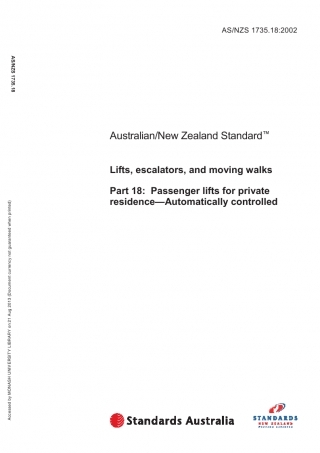 AS/NZS 1735.18:2002
AS/NZS 1735.18
Australian/New Zealand Standard™
Lifts, escalators, and moving walks
Part 18: Passenger lifts for private
residence—Automatically controlled
Accessed by MONASH UNIVERSITY LIBRARY on 21 Aug 2010 (Document currency not guaranteed when printed)
Standards Australia
STANDARDS
NEW ZEALAND